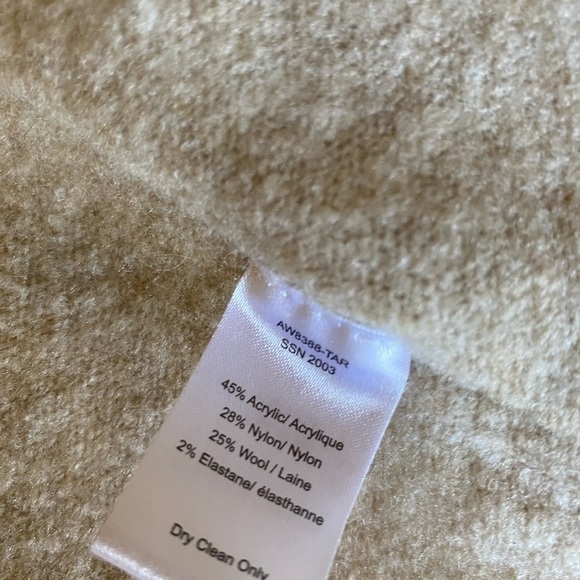 AW8388-TAR
SSN 2003
45% Acrylic/ Acrylique
28% Nylon/ Nylon
25% Wool / Laine
2% Elastane/ élasthanne
Dry Clean Only